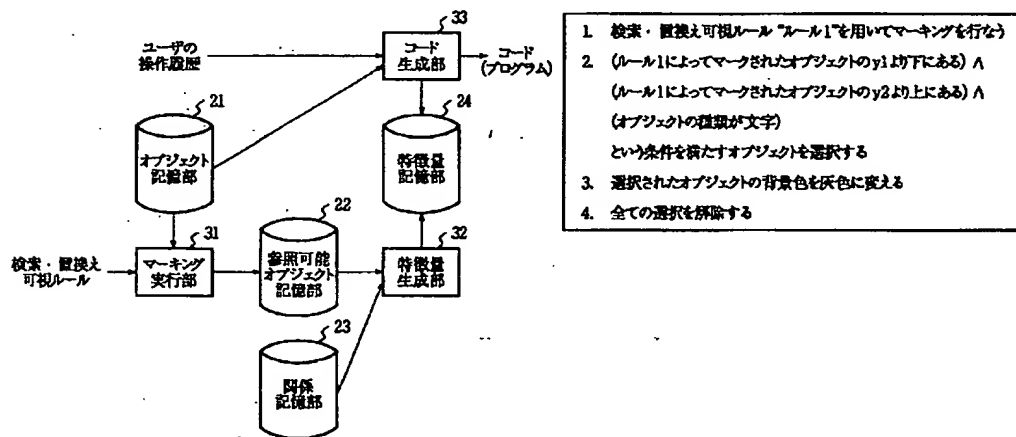 33
ユーザの
操作履歴
コード
生成部
コード
(プログラム)
21
24
オブジェクト
記憶部
特徴量
記憶部
31
22
32
検索・置換え
可視ルール
マーキング
実行部
参照可能
オブジェクト
記憶部
特徴量
生成部
23
関係
記憶部
1. 検索・置換え可視ルール "ルール1"を用いてマーキングを行なう
2. (ルール1によってマークされたオブジェクトのy1より下にある) ∧
(ルール1によってマークされたオブジェクトのy2より上にある) ∧
(オブジェクトの種類が文字)
という条件を満たすオブジェクトを選択する
3. 選択されたオブジェクトの背景色を灰色に変える
4. 全ての選択を解除する